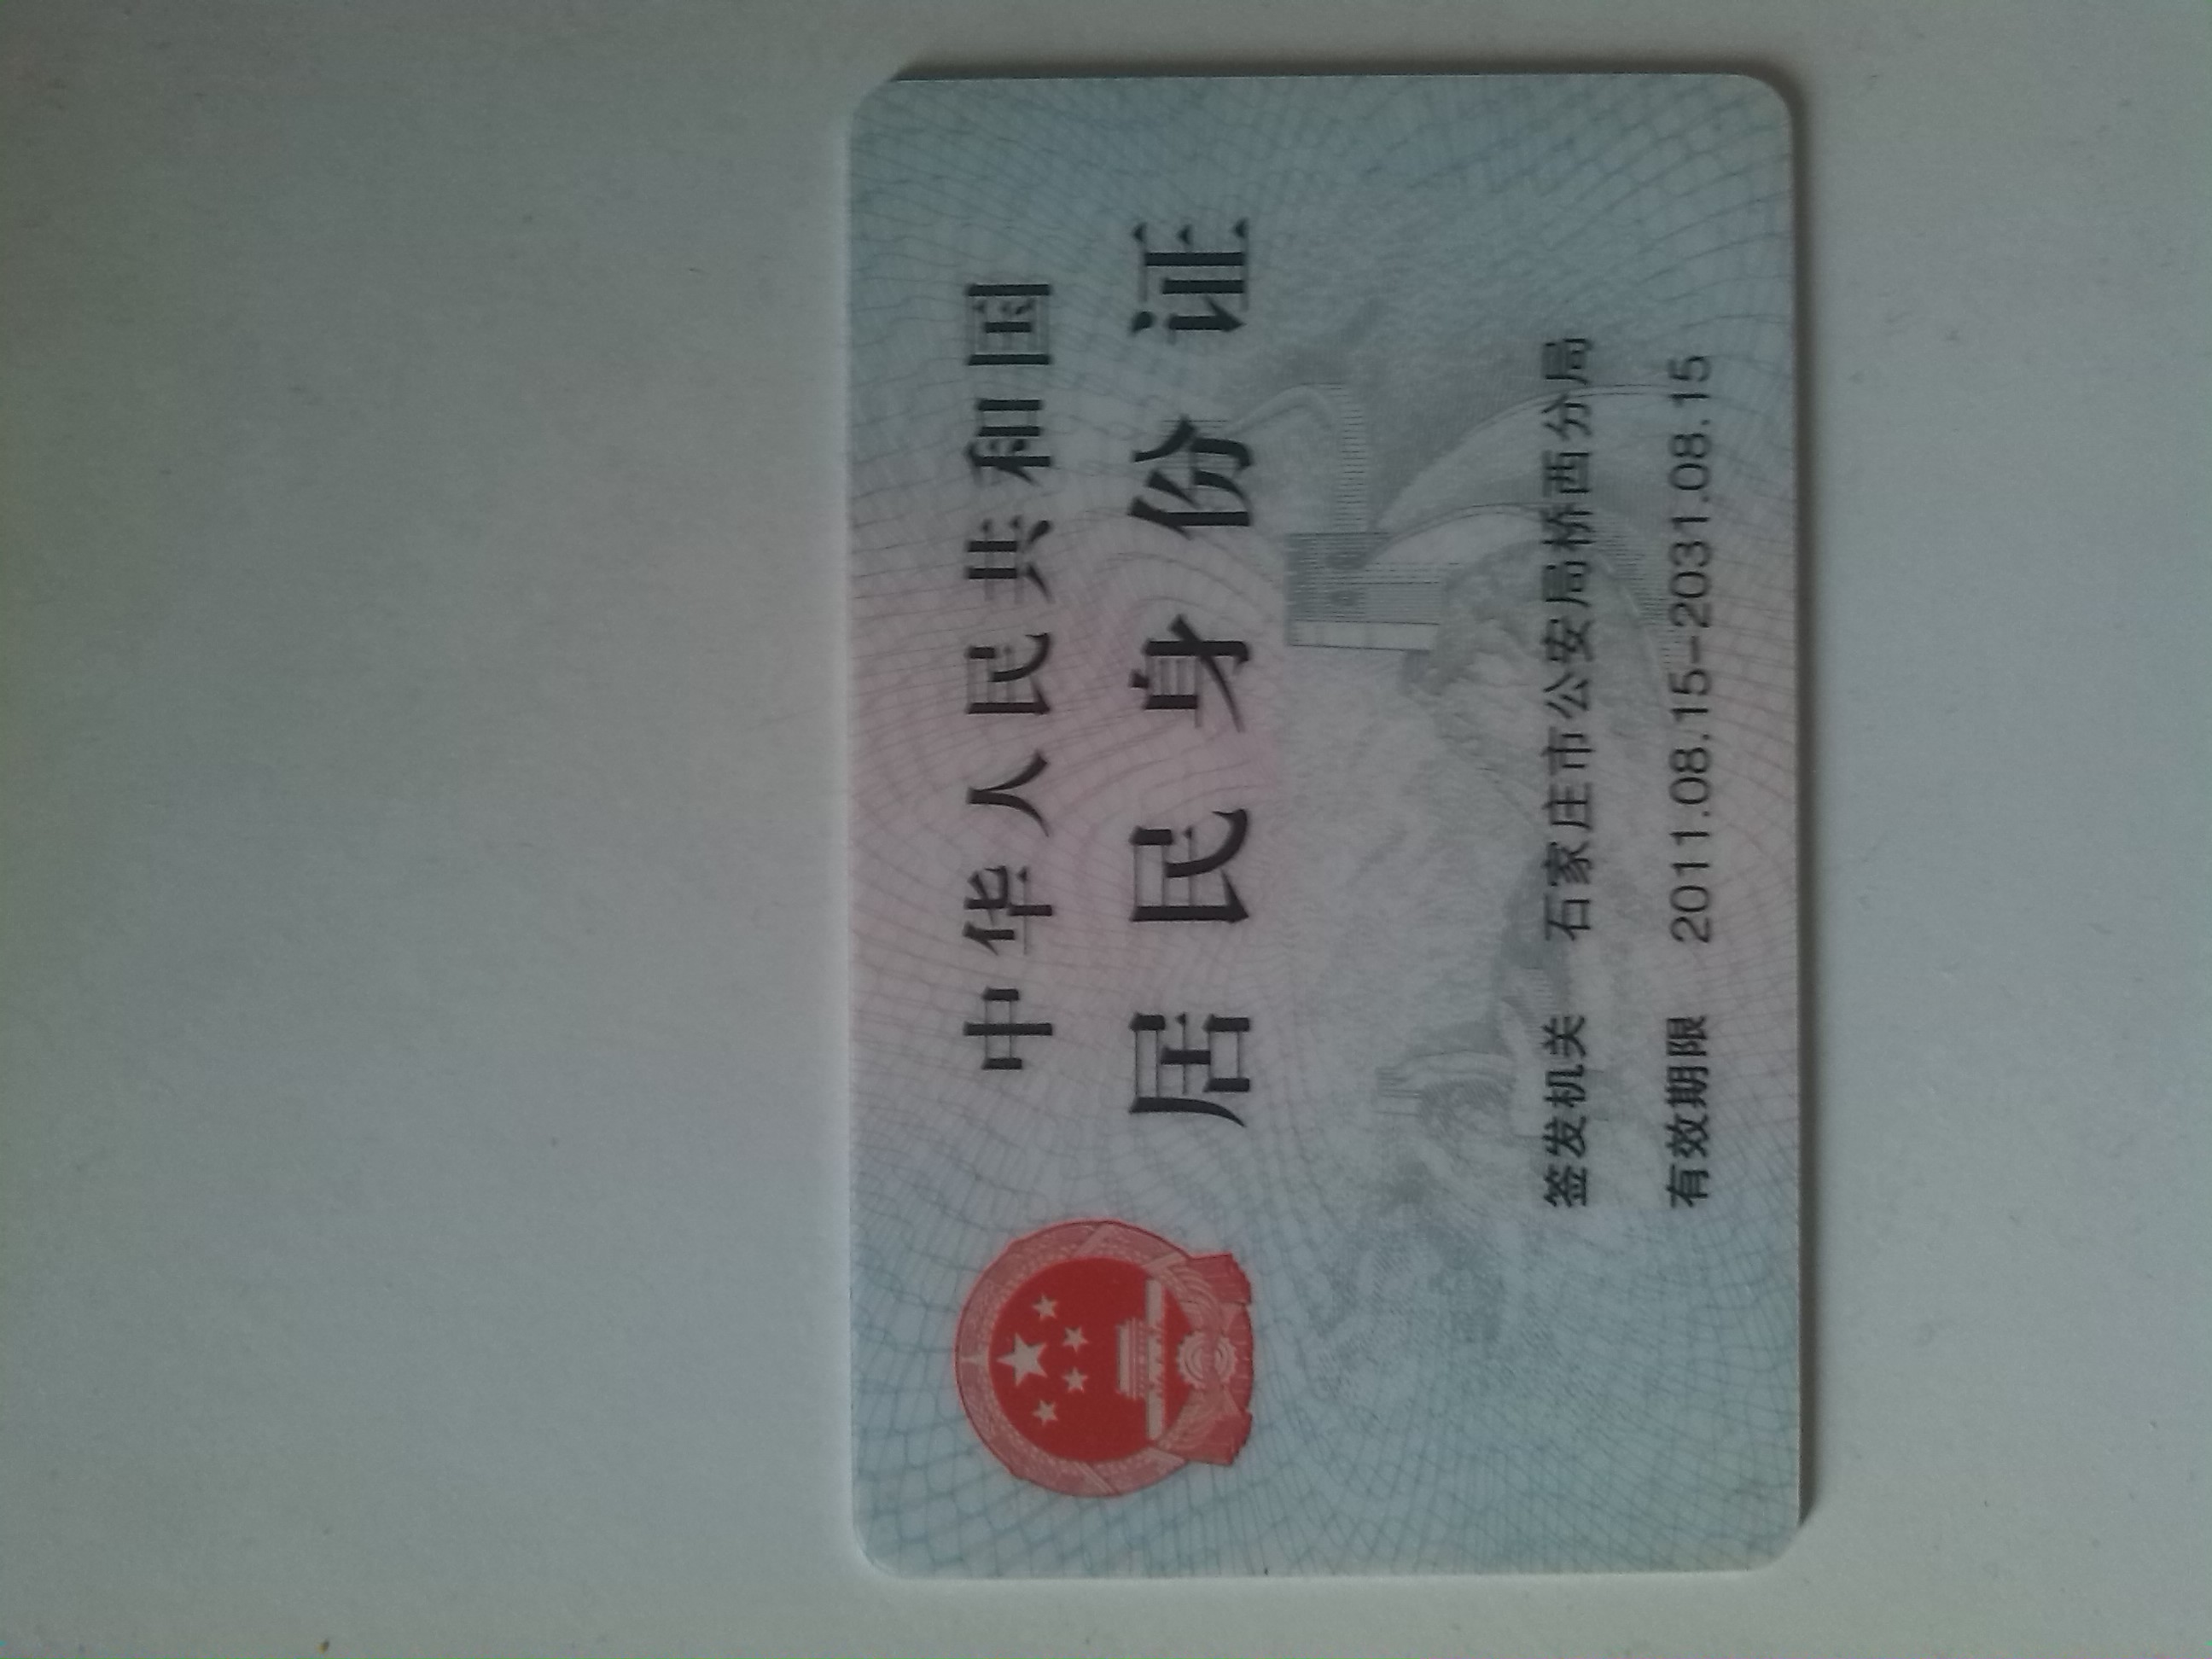 中华人民共和国
居民身份证
签发机关 石家庄市公安局桥西分局
有效期限 2011.08.15-2031.08.15